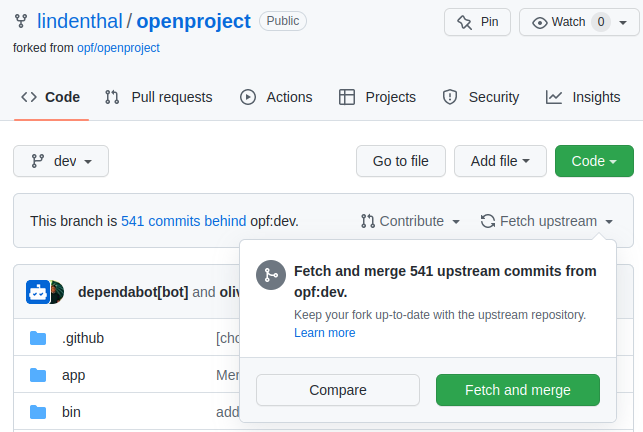 lindenthal / openproject Public Pin Watch 0
forked from opf/openproject
Code Pull requests Actions Projects Security Insights
dev Go to file Add file Code
This branch is 541 commits behind opf:dev. Contribute Fetch upstream
Fetch and merge 541 upstream commits from
opf:dev.
Keep your fork up-to-date with the upstream repository.
Learn more
Compare Fetch and merge
dependabot[bot] and
.github
app
bin add